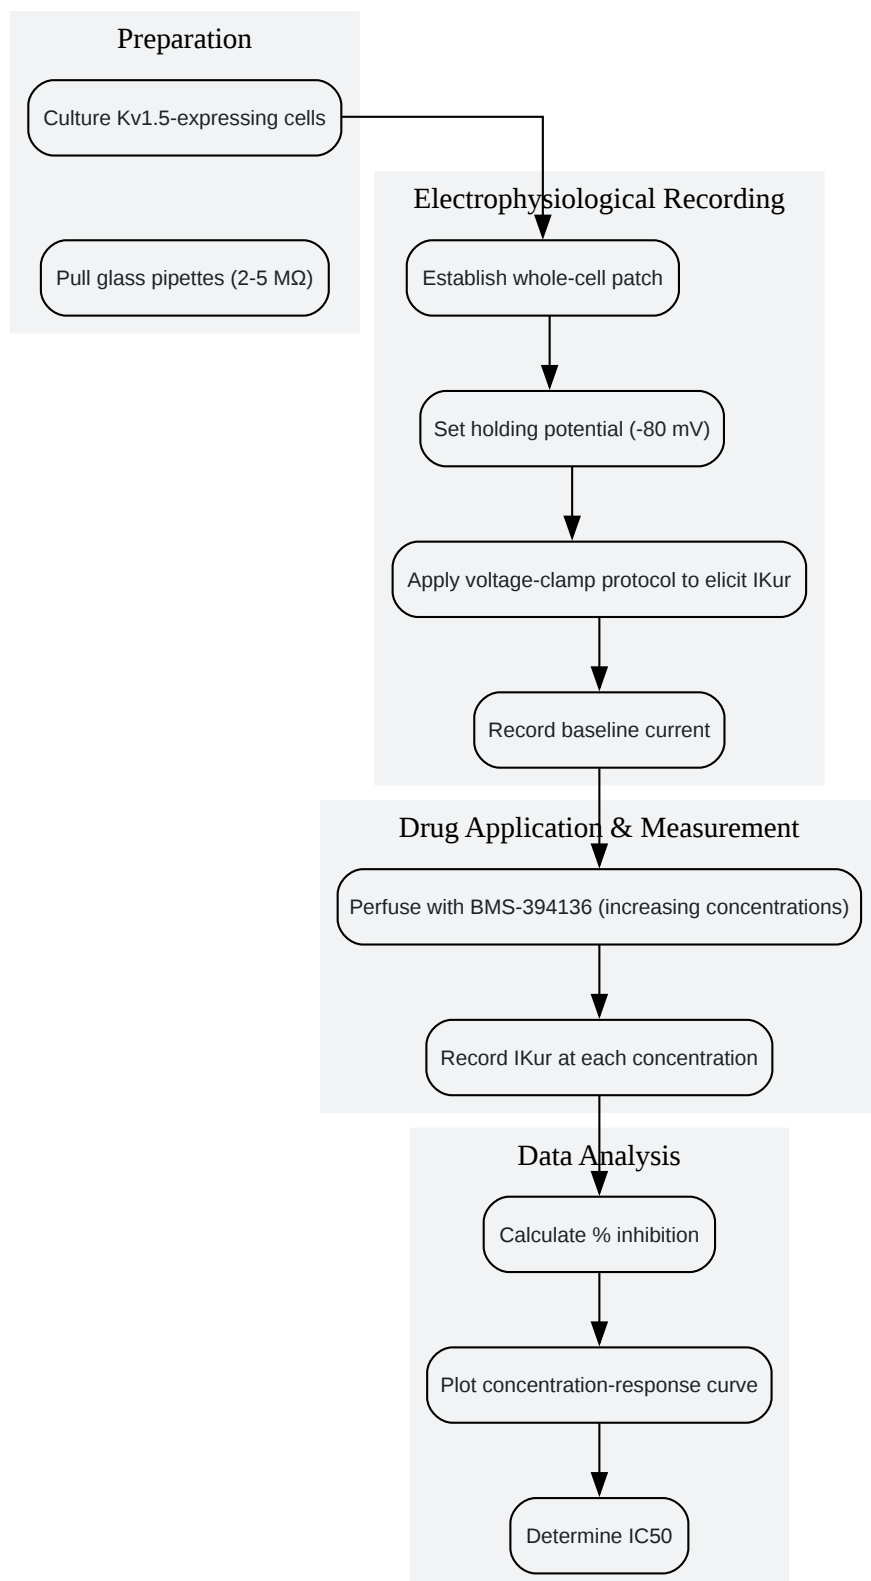 Preparation
Culture Kv1.5-expressing cells
Pull glass pipettes (2-5 MΩ)
Electrophysiological Recording
Establish whole-cell patch
Set holding potential (-80 mV)
Apply voltage-clamp protocol to elicit IKur
Record baseline current
Drug Application & Measurement
Perfuse with BMS-394136 (increasing concentrations)
Record IKur at each concentration
Data Analysis
Calculate % inhibition
Plot concentration-response curve
Determine IC50